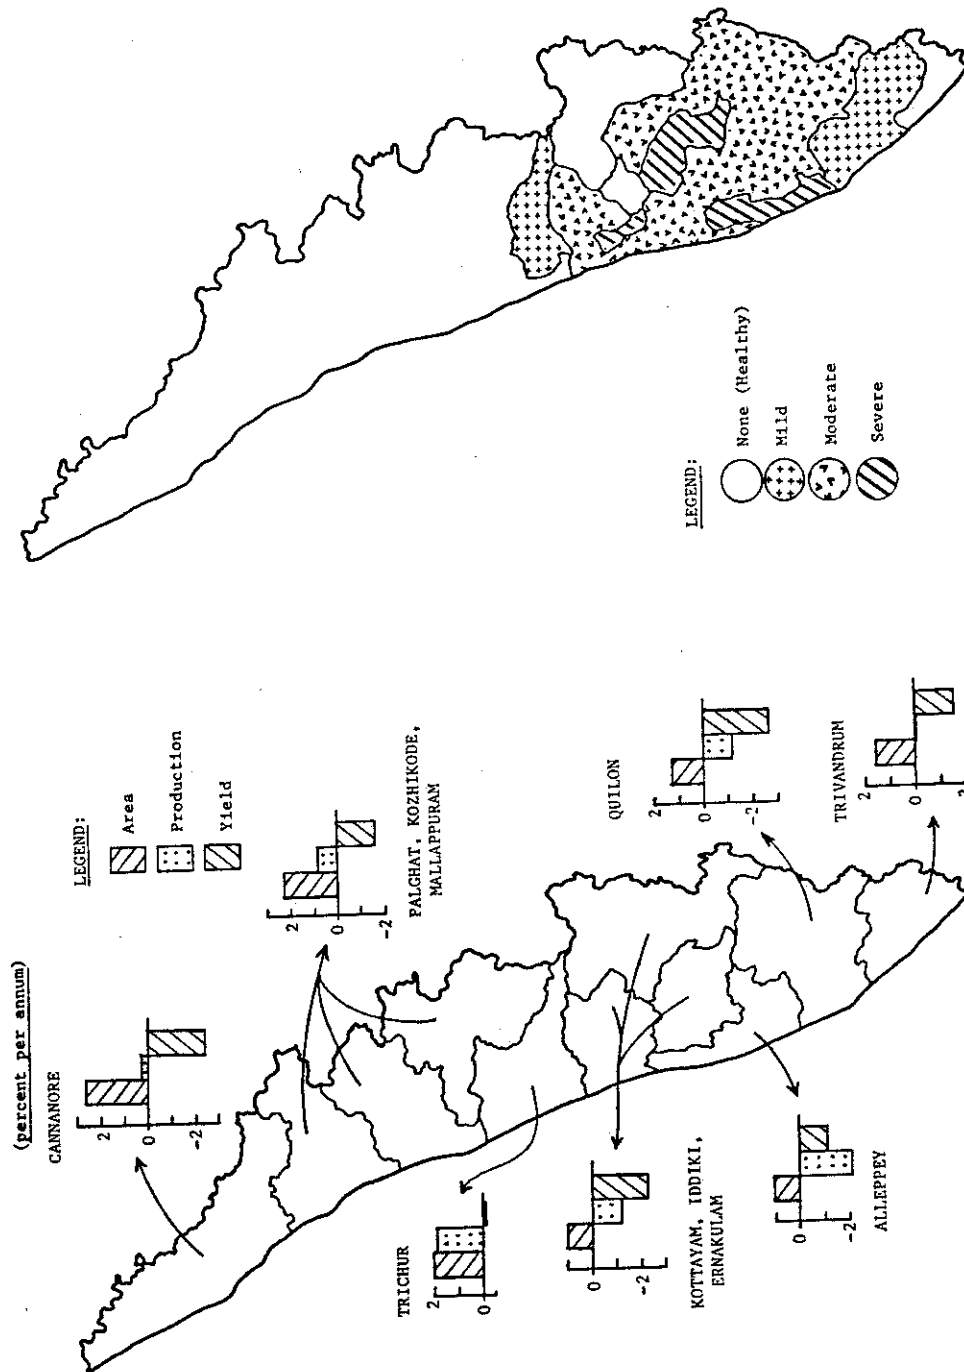 (percent per annum)
CANNANORE
2
0
-2
LEGEND:
Area
Production
Yield
2
0
-2
PALGHAT, KOZHIKODE,
MALLAPPURAM
TRICHUR
2
0
0
-2
KOTTAYAM, IDDIKI,
ERNAKULAM
QUILON
2
0
-2
TRIVANDRUM
2
0
2
-2
ALLEPPEY
LEGEND:
None (Healthy)
Mild
Moderate
Severe